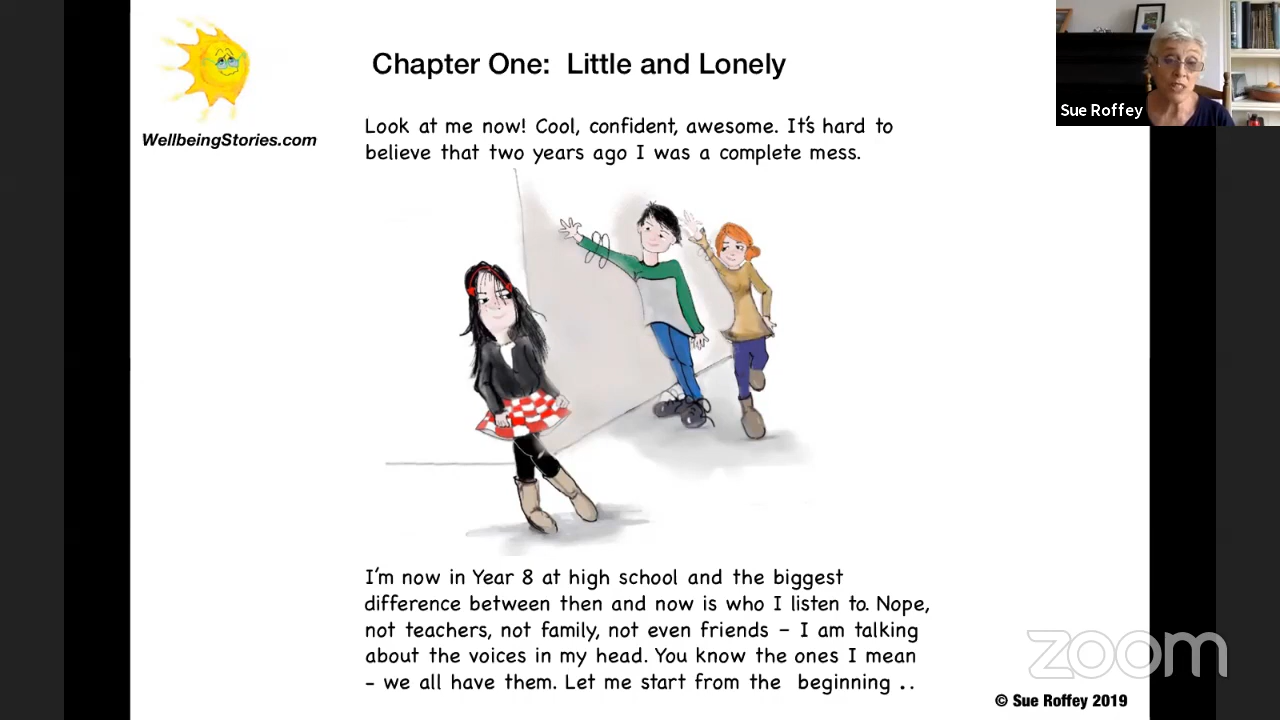 Chapter One: Little and Lonely
Sue Roffey
WellbeingStories.com
Look at me now! Cool, confident, awesome. It's hard to
believe that two years ago I was a complete mess.
I'm now in Year 8 at high school and the biggest
difference between then and now is who I listen to. Nope,
not teachers, not family, not even friends – I am talking
about the voices in my head. You know the ones I mean
– we all have them. Let me start from the beginning ..
zoom
© Sue Roffey 2019